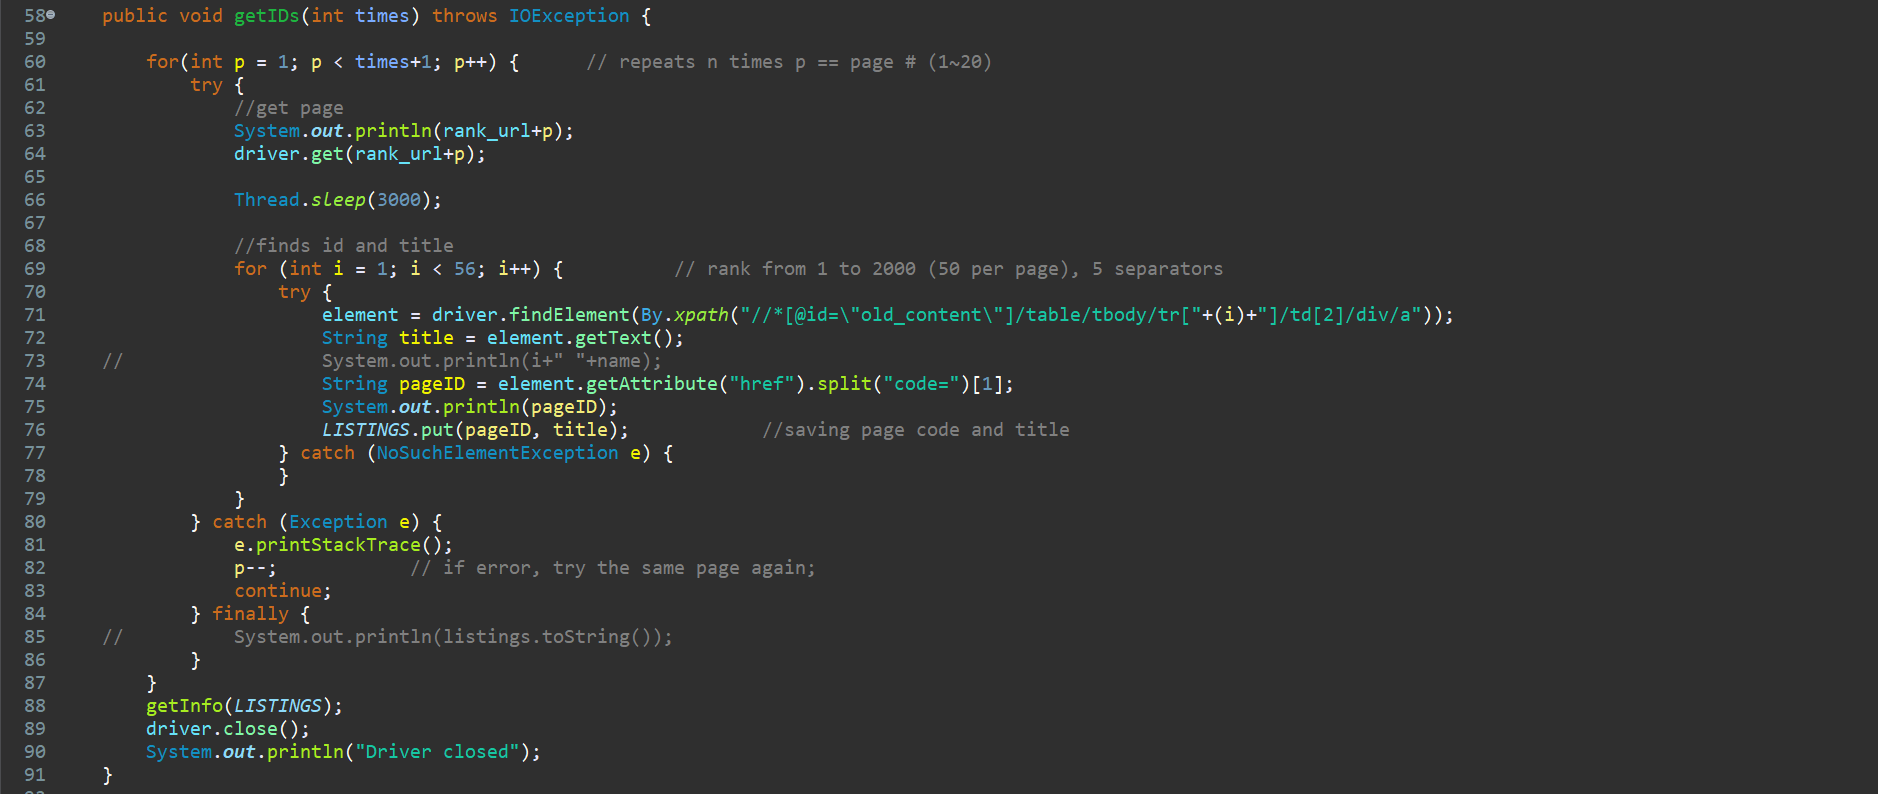 58 public void getIDs(int times) throws IOException {
59
60 for(int p = 1; p < times+1; p++) { // repeats n times p == page # (1~20)
61 try {
62 //get page
63 System.out.println(rank_url+p);
64 driver.get(rank_url+p);
65
66 Thread.sleep(3000);
67
68 //finds id and title
69 for (int i = 1; i < 56; i++) { // rank from 1 to 2000 (50 per page), 5 separators
70 try {
71 element = driver.findElement(By.xpath("//*[@id=\"old_content\"]/table/tbody/tr["+(i)+"]/td[2]/div/a"));
72 String title = element.getText();
73 // System.out.println(i+" "+name);
74 String pageID = element.getAttribute("href").split("code=")[1];
75 System.out.println(pageID);
76 LISTINGS.put(pageID, title); //saving page code and title
77 } catch (NoSuchElementException e) {
78 }
79 }
80 } catch (Exception e) {
81 e.printStackTrace();
82 p--; // if error, try the same page again;
83 continue;
84 } finally {
85 // System.out.println(listings.toString());
86 }
87 }
88 getInfo(LISTINGS);
89 driver.close();
90 System.out.println("Driver closed");
91 }